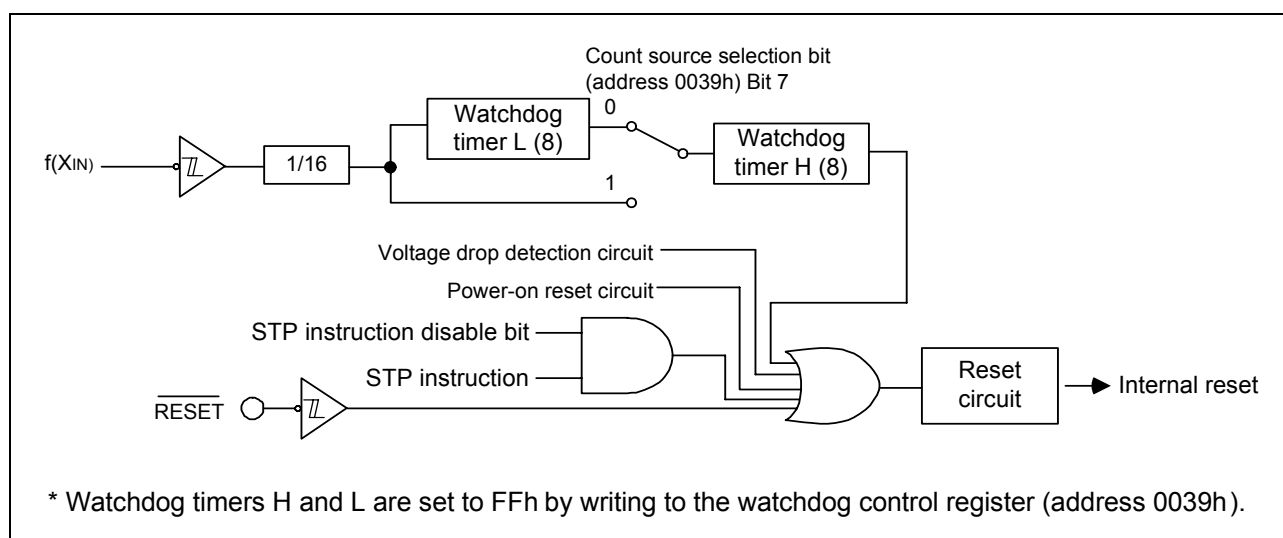 Count source selection bit
(address 0039h) Bit 7
0
Watchdog
timer L (8)
Watchdog
timer H (8)
f(XIN)
1/16
1
Voltage drop detection circuit
Power-on reset circuit
STP instruction disable bit
STP instruction
RESET
Reset
circuit
Internal reset
* Watchdog timers H and L are set to FFh by writing to the watchdog control register (address 0039h).